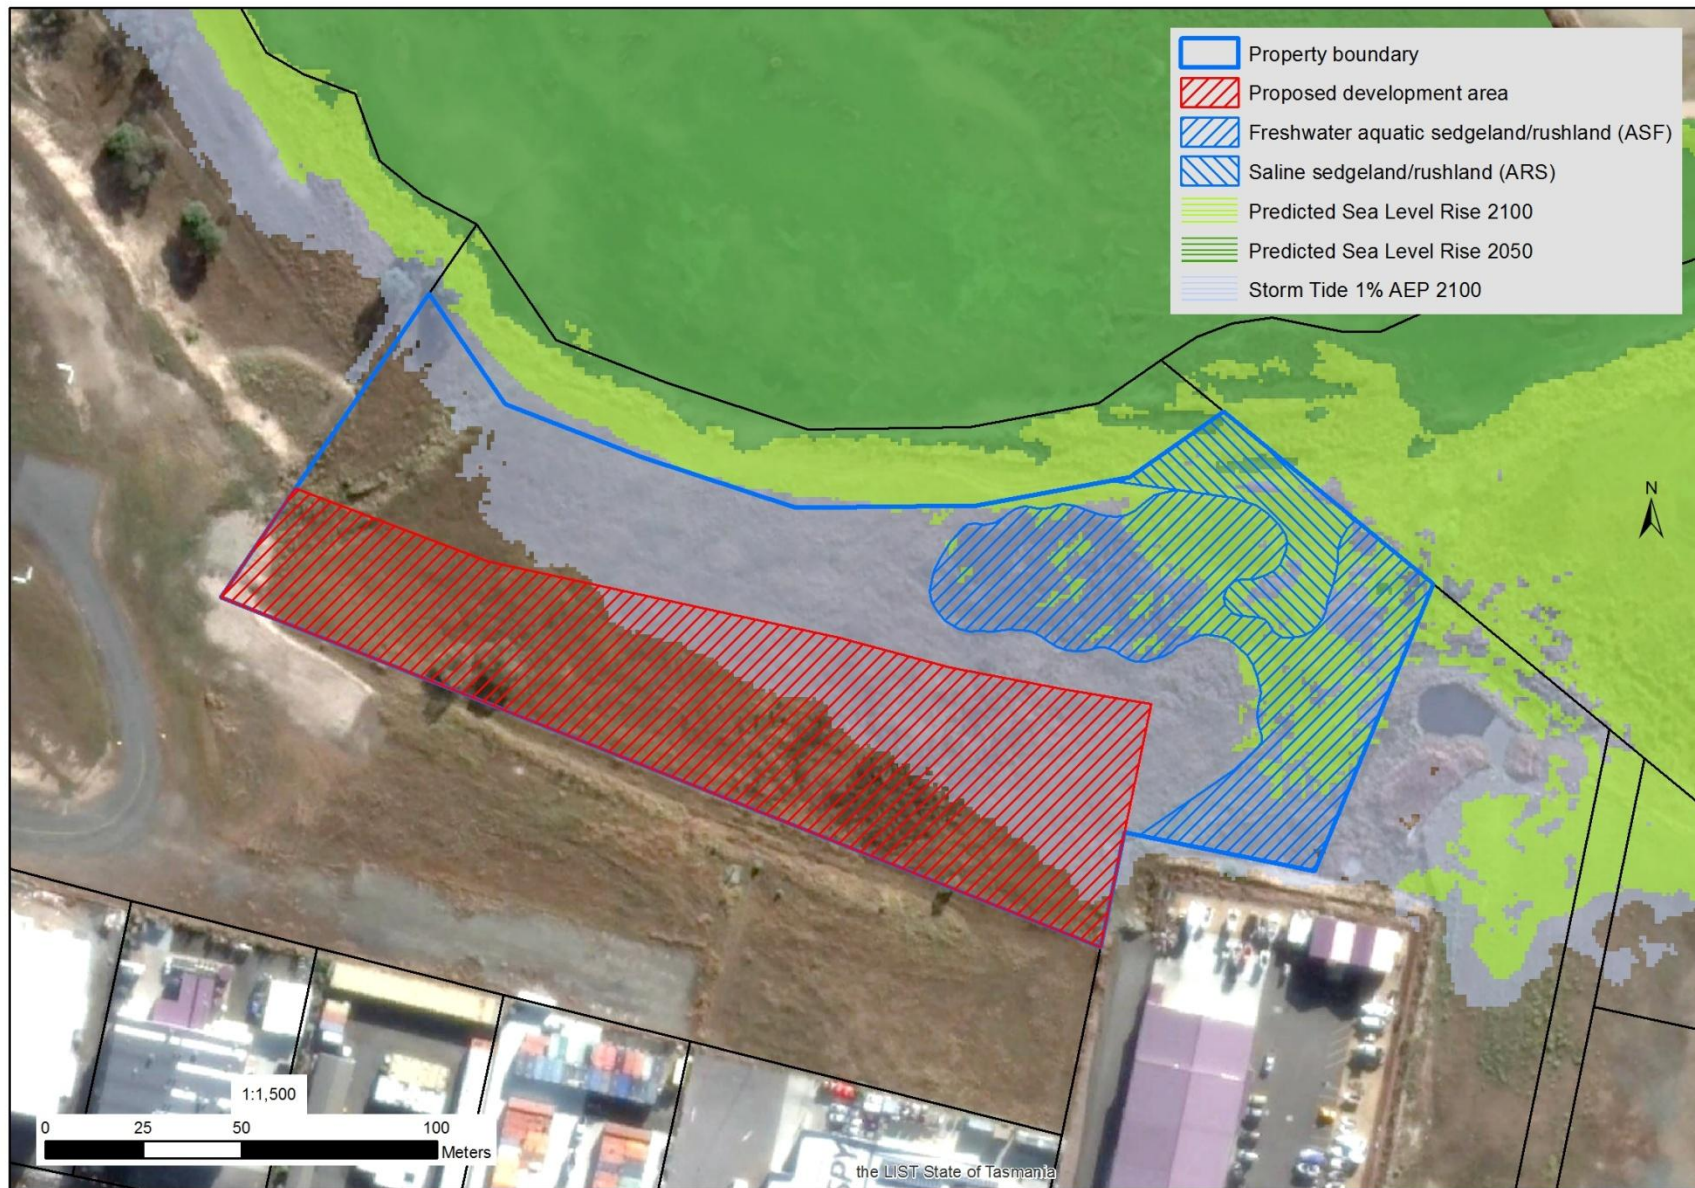 Property boundary
Proposed development area
Freshwater aquatic sedgeland/rushland (ASF)
Saline sedgeland/rushland (ARS)
Predicted Sea Level Rise 2100
Predicted Sea Level Rise 2050
Storm Tide 1% AEP 2100
N
1:1,500
0 25 50 100
Meters
the LIST State of Tasmania